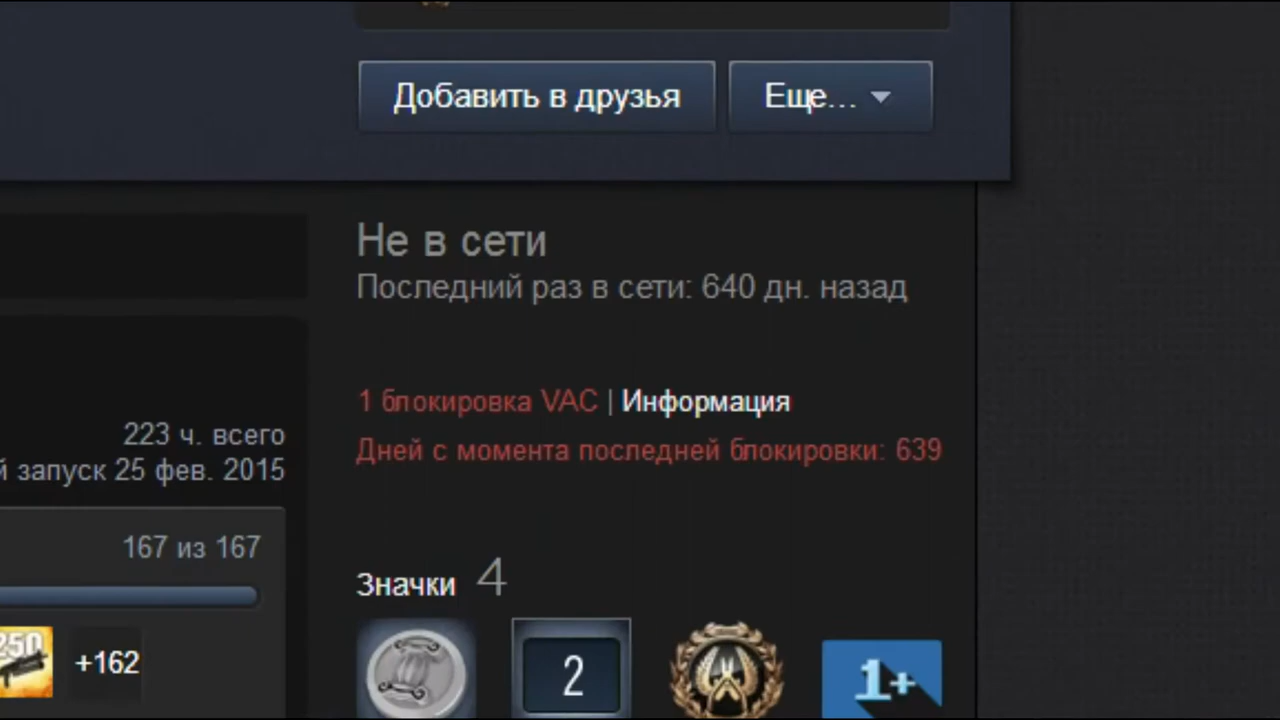 Добавить в друзья
Еще...
Не в сети
Последний раз в сети: 640 дн. назад
1 блокировка VAC | Информация
Дней с момента последней блокировки: 639
223 ч. всего
й запуск 25 фев. 2015
167 из 167
250
+162
Значки 4
2
1+